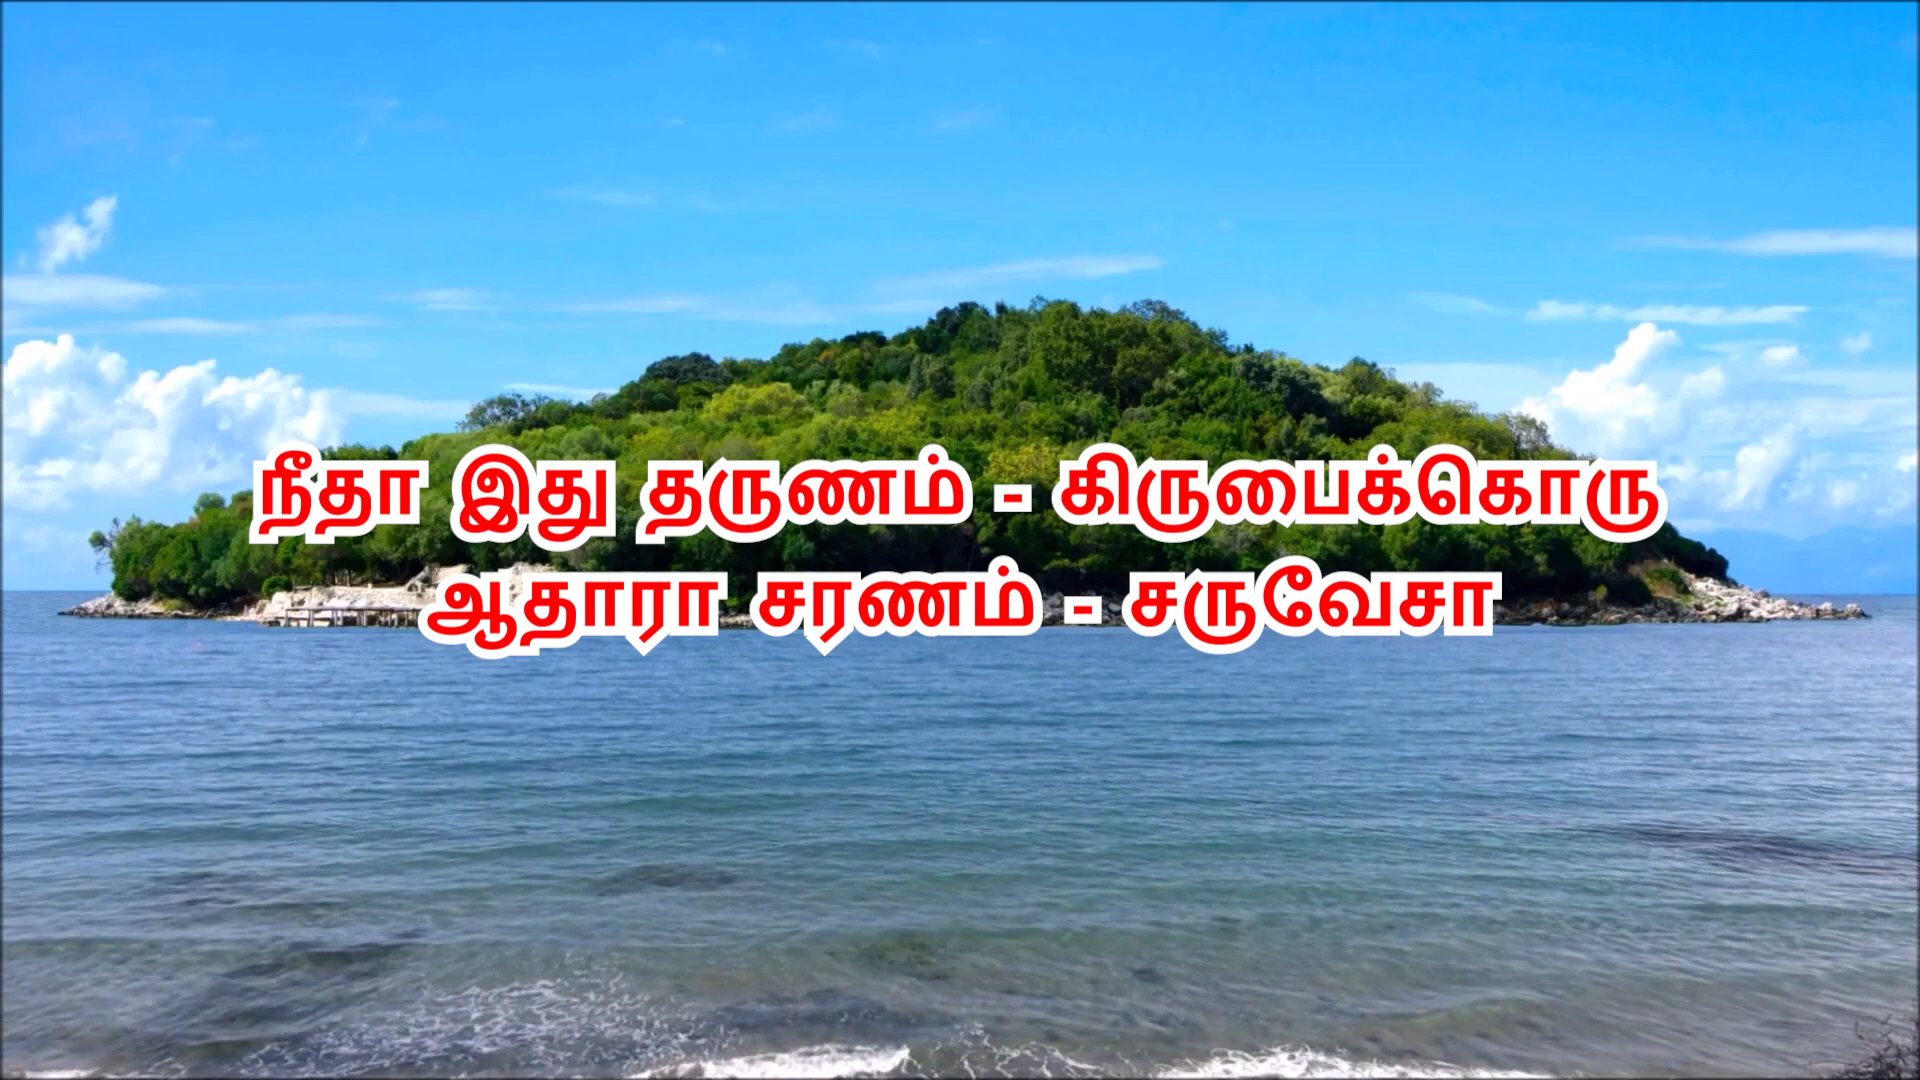 நீதா இது தருணம் - கிருபைக்கொரு
ஆதாரா சரணம் - சருவேசா